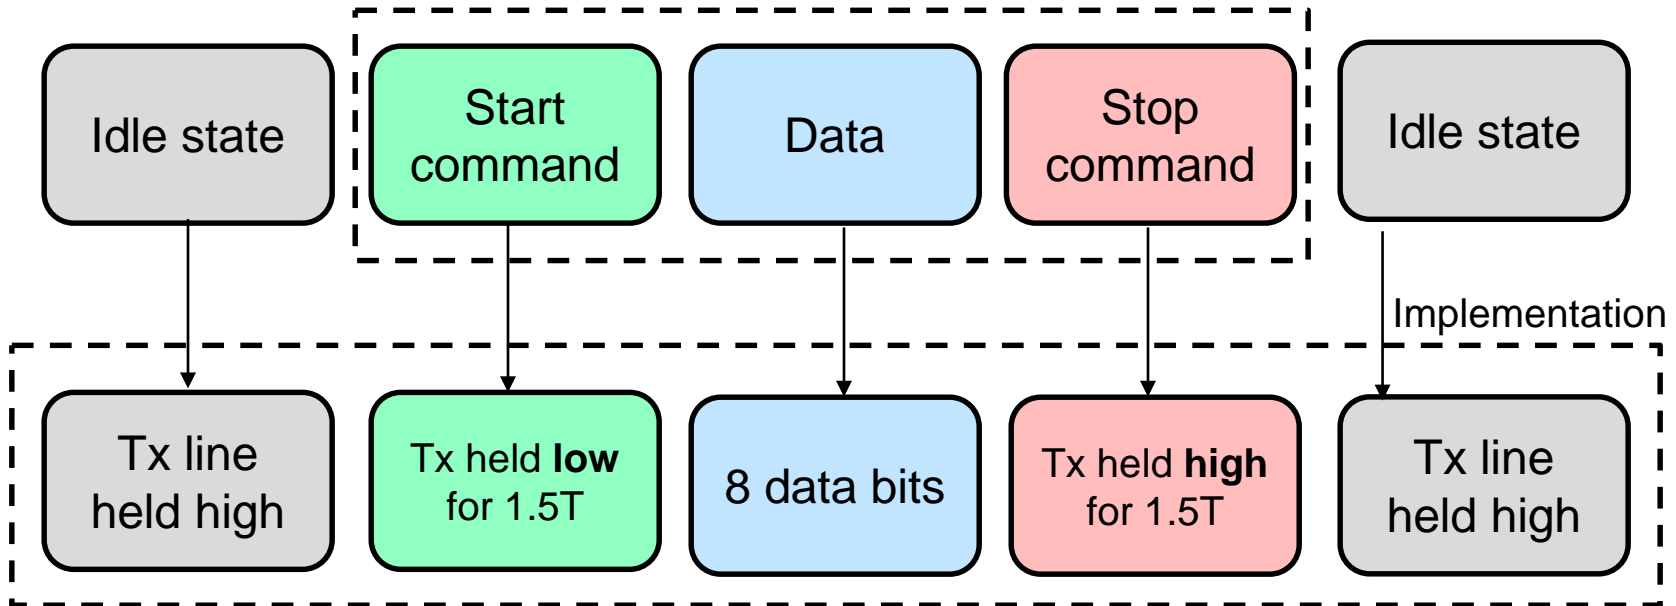 Idle state
Start
command
Data
Stop
command
Idle state
Implementation
Tx line
held high
Tx held low
for 1.5T
8 data bits
Tx held high
for 1.5T
Tx line
held high